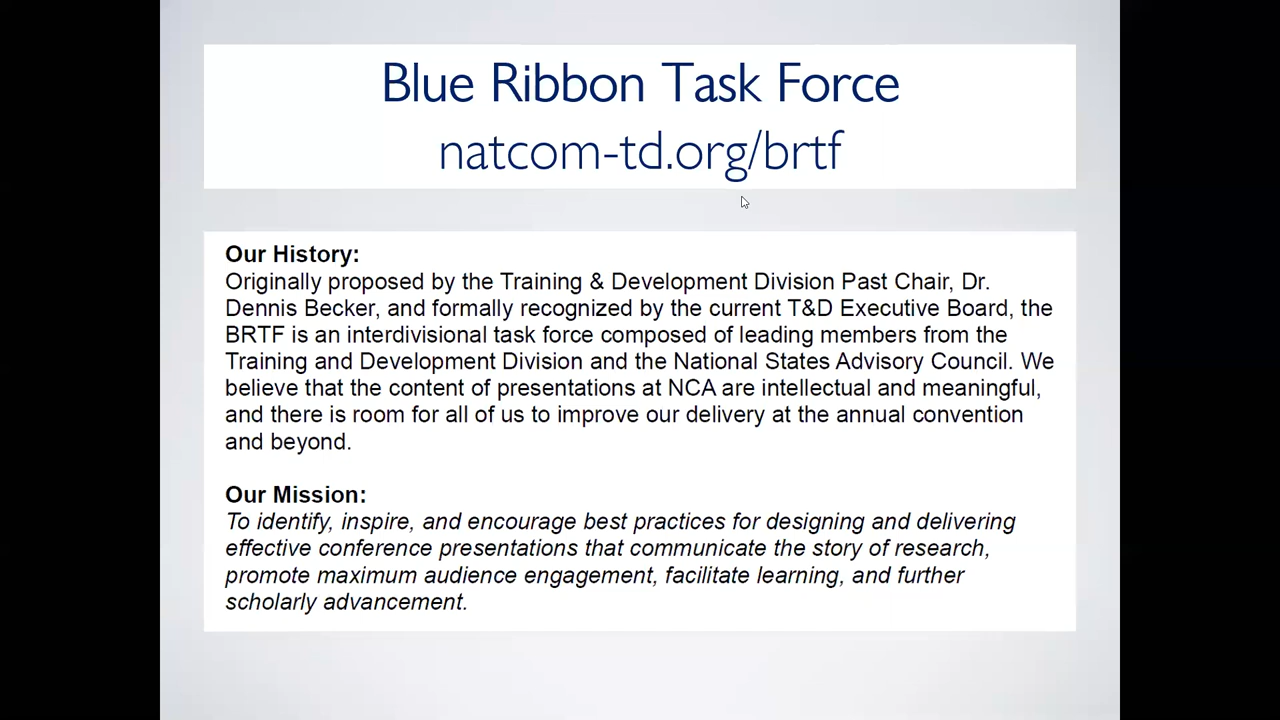 Blue Ribbon Task Force
natcom-td.org/brtf
Our History:
Originally proposed by the Training & Development Division Past Chair, Dr.
Dennis Becker, and formally recognized by the current T&D Executive Board, the
BRTF is an interdivisional task force composed of leading members from the
Training and Development Division and the National States Advisory Council. We
believe that the content of presentations at NCA are intellectual and meaningful,
and there is room for all of us to improve our delivery at the annual convention
and beyond.
Our Mission:
To identify, inspire, and encourage best practices for designing and delivering
effective conference presentations that communicate the story of research,
promote maximum audience engagement, facilitate learning, and further
scholarly advancement.